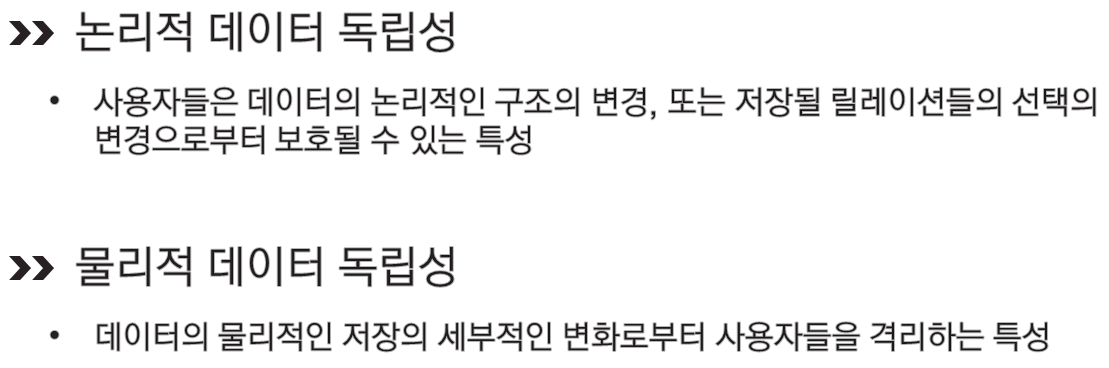 » 논리적 데이터 독립성
• 사용자들은 데이터의 논리적인 구조의 변경, 또는 저장될 릴레이션들의 선택의
변경으로부터 보호될 수 있는 특성
» 물리적 데이터 독립성
• 데이터의 물리적인 저장의 세부적인 변화로부터 사용자들을 격리하는 특성